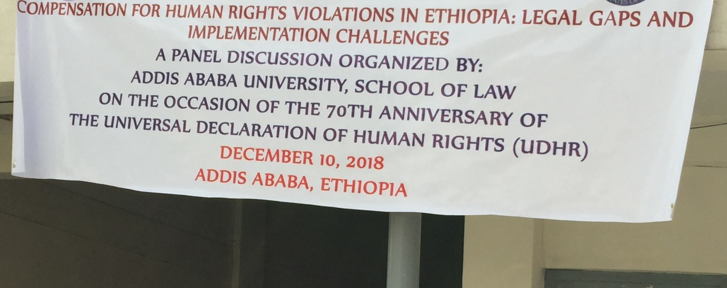 COMPENSATION FOR HUMAN RIGHTS VIOLATIONS IN ETHIOPIA: LEGAL GAPS AND
IMPLEMENTATION CHALLENGES
A PANEL DISCUSSION ORGANIZED BY:
ADDIS ABABA UNIVERSITY, SCHOOL OF LAW
ON THE OCCASION OF THE 70TH ANNIVERSARY OF
THE UNIVERSAL DECLARATION OF HUMAN RIGHTS (UDHR)
DECEMBER 10, 2018
ADDIS ABABA, ETHIOPIA